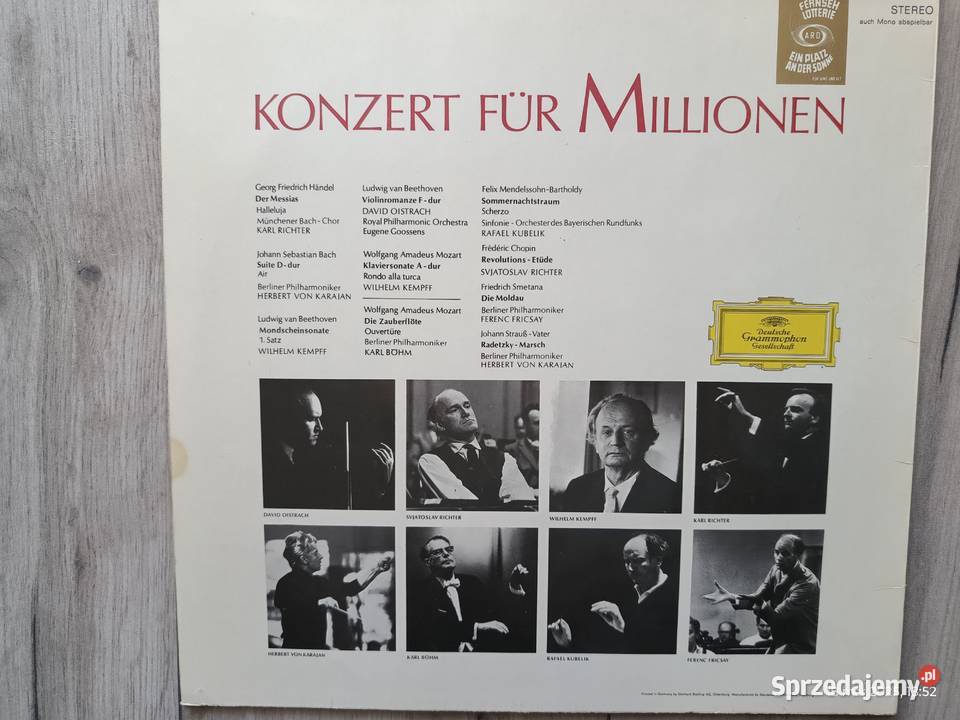 FERNSEH
LOTTERIE
ARD
EIN PLATZ
AN DER SONNE
STEREO
auch Mono abspielbar
KONZERT FÜR MILLIONEN
Georg Friedrich Händel
Der Messias
Halleluja
Münchener Bach-Chor
KARL RICHTER
Johann Sebastian Bach
Suite D-dur
Air
Berliner Philharmoniker
HERBERT VON KARAJAN
Ludwig van Beethoven
Mondscheinsonate
1. Satz
WILHELM KEMPFF
Ludwig van Beethoven
Violinromanze F-dur
DAVID OISTRACH
Royal Philharmonic Orchestra
Eugene Goossens
Wolfgang Amadeus Mozart
Klaviersonate A-dur
Rondo alla turca
WILHELM KEMPFF
Wolfgang Amadeus Mozart
Die Zauberflöte
Ouvertüre
Berliner Philharmoniker
KARL BÖHM
Felix Mendelssohn-Bartholdy
Sommernachtstraum
Scherzo
Sinfonie-Orchester des Bayerischen Rundfunks
RAFAEL KUBELIK
Frédéric Chopin
Revolutions-Etüde
SVJATOSLAV RICHTER
Friedrich Smetana
Die Moldau
Berliner Philharmoniker
FERENC FRICSAY
Johann Strauß-Vater
Radetzky-Marsch
Berliner Philharmoniker
HERBERT VON KARAJAN
Deutsche
Grammophon
Gesellschaft
DAVID OISTRACH
SVJATOSLAV RICHTER
WILHELM KEMPFF
KARL RICHTER
HERBERT VON KARAJAN
KARL BÖHM
RAFAEL KUBELIK
FERENC FRICSAY
Sprzedajemy.pl